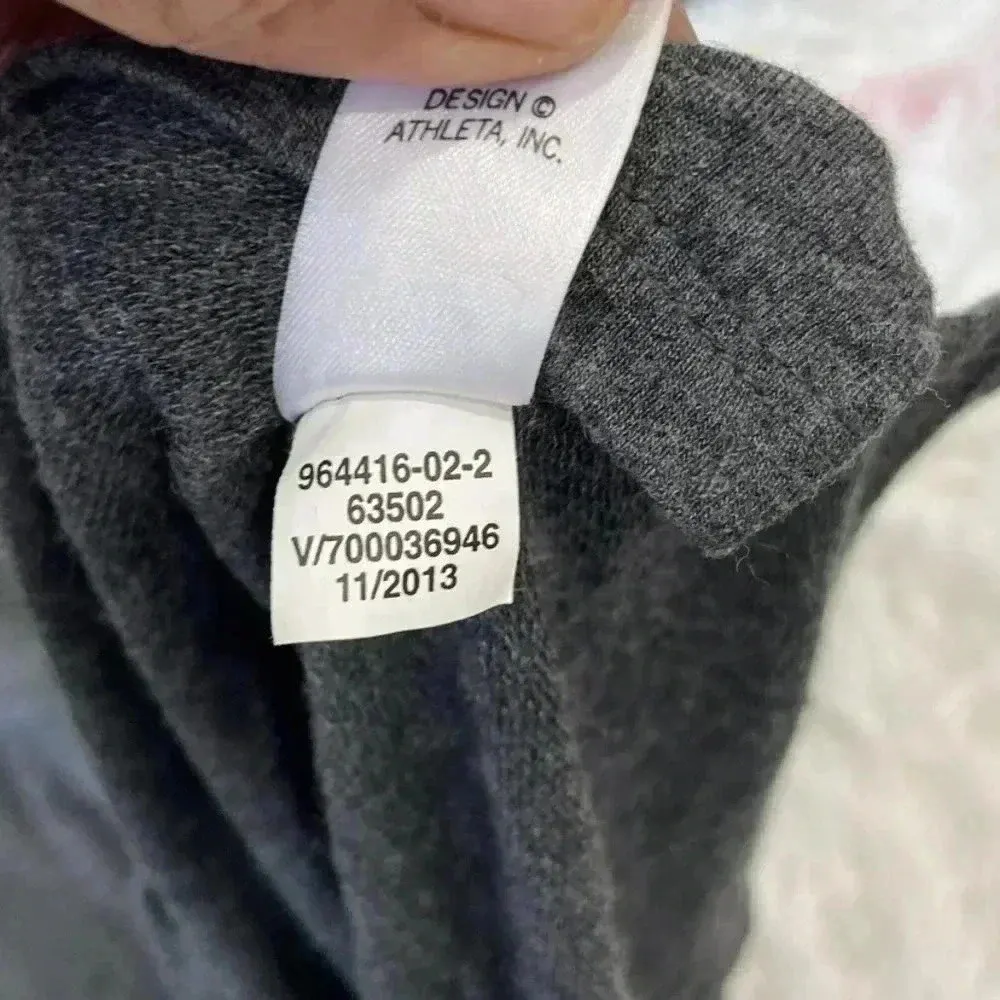 DESIGN ©
ATHLETA, INC.
964416-02-2
63502
V/700036946
11/2013